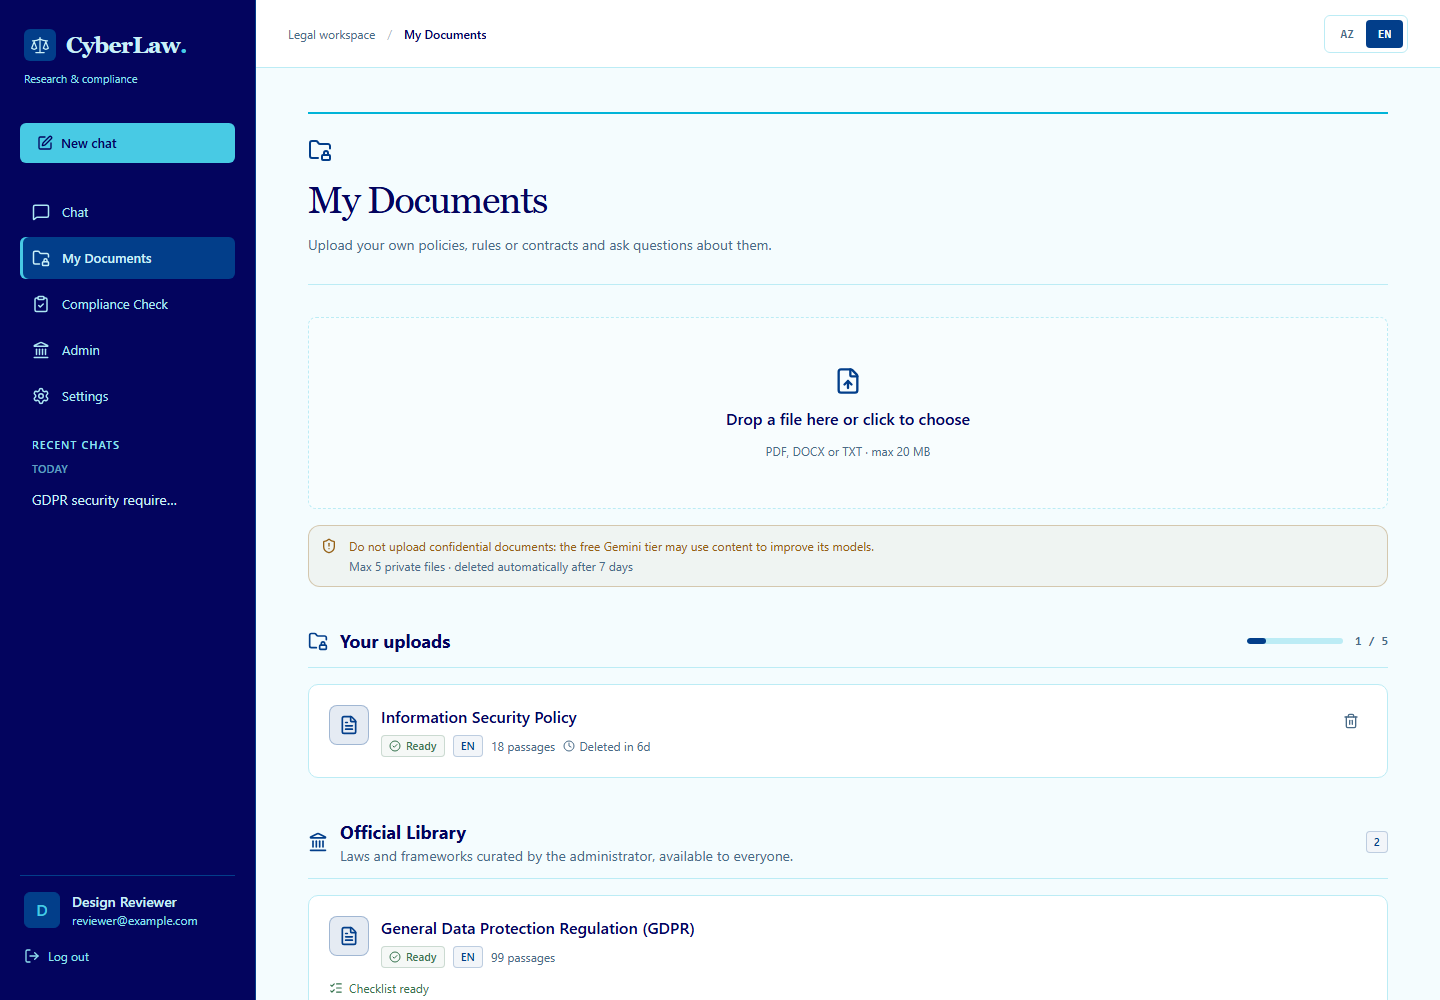 CyberLaw.
Research & compliance
New chat
Chat
My Documents
Compliance Check
Admin
Settings
RECENT CHATS
TODAY
GDPR security require...
D
Design Reviewer
reviewer@example.com
Log out
Legal workspace / My Documents
AZ EN
My Documents
Upload your own policies, rules or contracts and ask questions about them.
Drop a file here or click to choose
PDF, DOCX or TXT · max 20 MB
Do not upload confidential documents: the free Gemini tier may use content to improve its models.
Max 5 private files · deleted automatically after 7 days
Your uploads
1 / 5
Information Security Policy
Ready EN 18 passages Deleted in 6d
Official Library
Laws and frameworks curated by the administrator, available to everyone.
2
General Data Protection Regulation (GDPR)
Ready EN 99 passages
Checklist ready